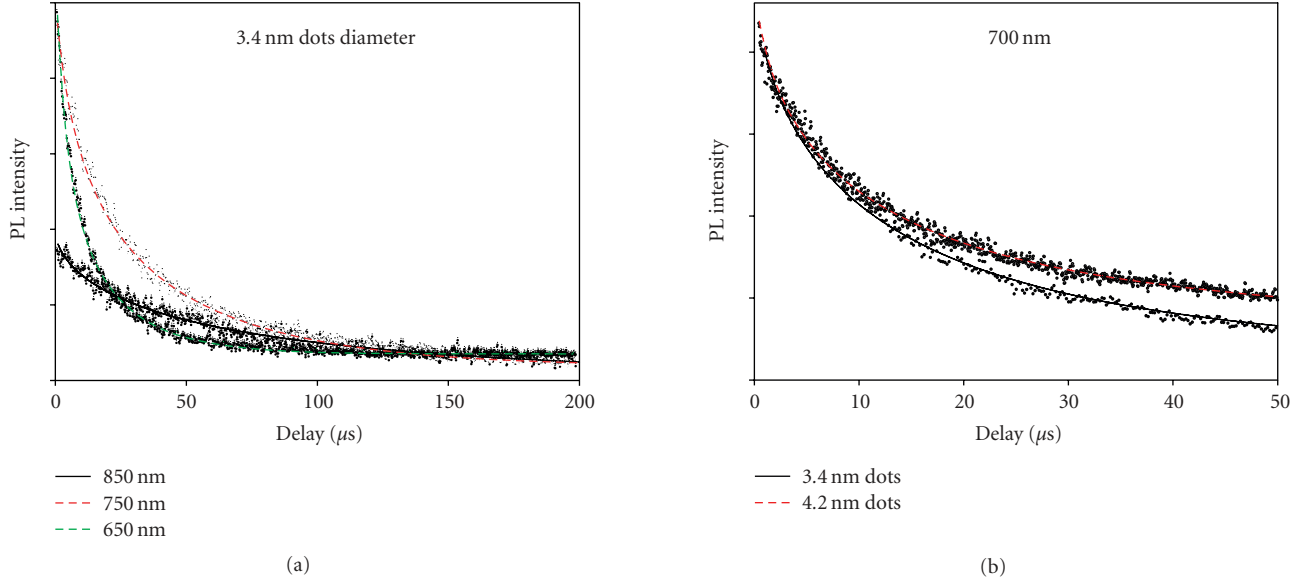 3.4 nm dots diameter
PL intensity
0 50 100 150 200
Delay (μs)
850 nm
750 nm
650 nm
(a)
700 nm
PL intensity
0 10 20 30 40 50
Delay (μs)
3.4 nm dots
4.2 nm dots
(b)